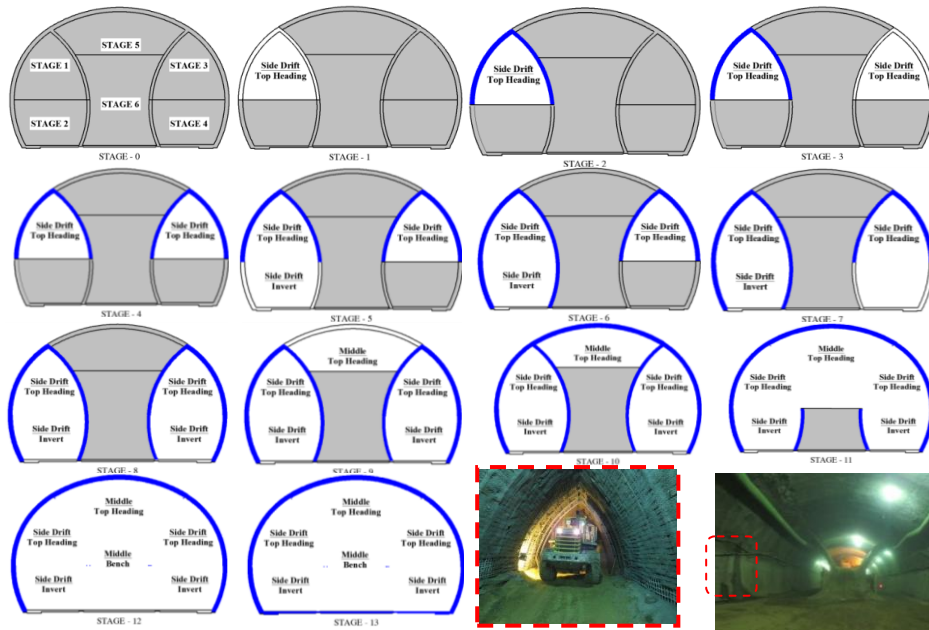 STAGE 5
STAGE 1
STAGE 3
STAGE 6
STAGE 2
STAGE 4
STAGE - 0
Side Drift
Top Heading
STAGE - 1
Side Drift
Top Heading
STAGE - 2
Side Drift
Top Heading
Side Drift
Top Heading
STAGE - 3
Side Drift
Top Heading
Side Drift
Top Heading
STAGE - 4
Side Drift
Top Heading
Side Drift
Top Heading
Side Drift
Invert
STAGE - 5
Side Drift
Top Heading
Side Drift
Top Heading
Side Drift
Invert
STAGE - 6
Side Drift
Top Heading
Side Drift
Top Heading
Side Drift
Invert
STAGE - 7
Side Drift
Top Heading
Side Drift
Top Heading
Side Drift
Invert
Side Drift
Invert
STAGE - 8
Middle
Top Heading
Side Drift
Top Heading
Side Drift
Top Heading
Side Drift
Invert
Side Drift
Invert
STAGE - 9
Middle
Top Heading
Side Drift
Top Heading
Side Drift
Top Heading
Side Drift
Invert
Side Drift
Invert
STAGE - 10
Middle
Top Heading
Side Drift
Top Heading
Side Drift
Top Heading
Side Drift
Invert
Side Drift
Invert
STAGE - 11
Middle
Top Heading
Side Drift
Top Heading
Side Drift
Top Heading
Middle
Bench
Side Drift
Invert
Side Drift
Invert
STAGE - 12
Middle
Top Heading
Side Drift
Top Heading
Side Drift
Top Heading
Middle
Bench
Side Drift
Invert
Side Drift
Invert
STAGE - 13